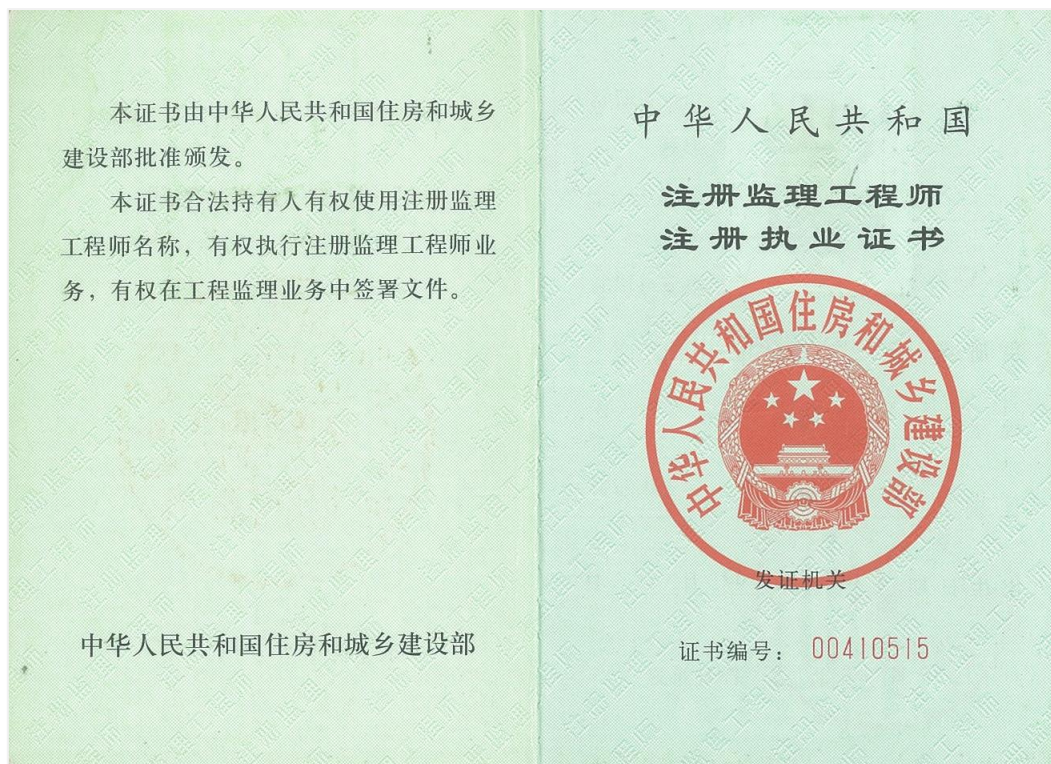 本证书由中华人民共和国住房和城乡
建设部批准颁发。
本证书合法持有人有权使用注册监理
工程师名称，有权执行注册监理工程师业
务，有权在工程监理业务中签署文件。
中华人民共和国住房和城乡建设部
中华人民共和国
注册监理工程师
注册执业证书
中华人民共和国住房和城乡建设部
发证机关
证书编号：00410515